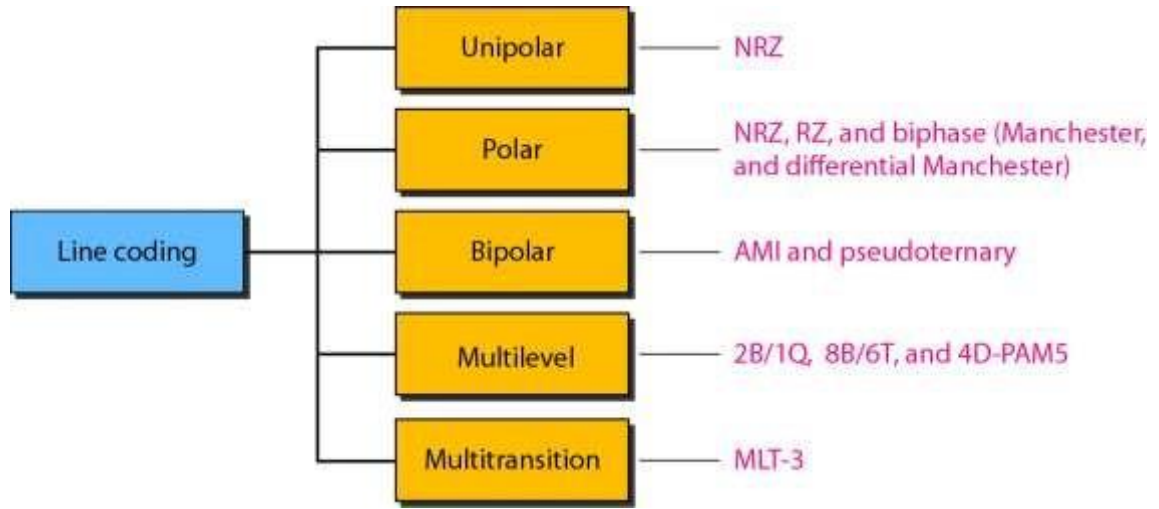 Unipolar
NRZ
Polar
NRZ, RZ, and biphase (Manchester,
and differential Manchester)
Line coding
Bipolar
AMI and pseudoternary
Multilevel
2B/1Q, 8B/6T, and 4D-PAM5
Multitransition
MLT-3